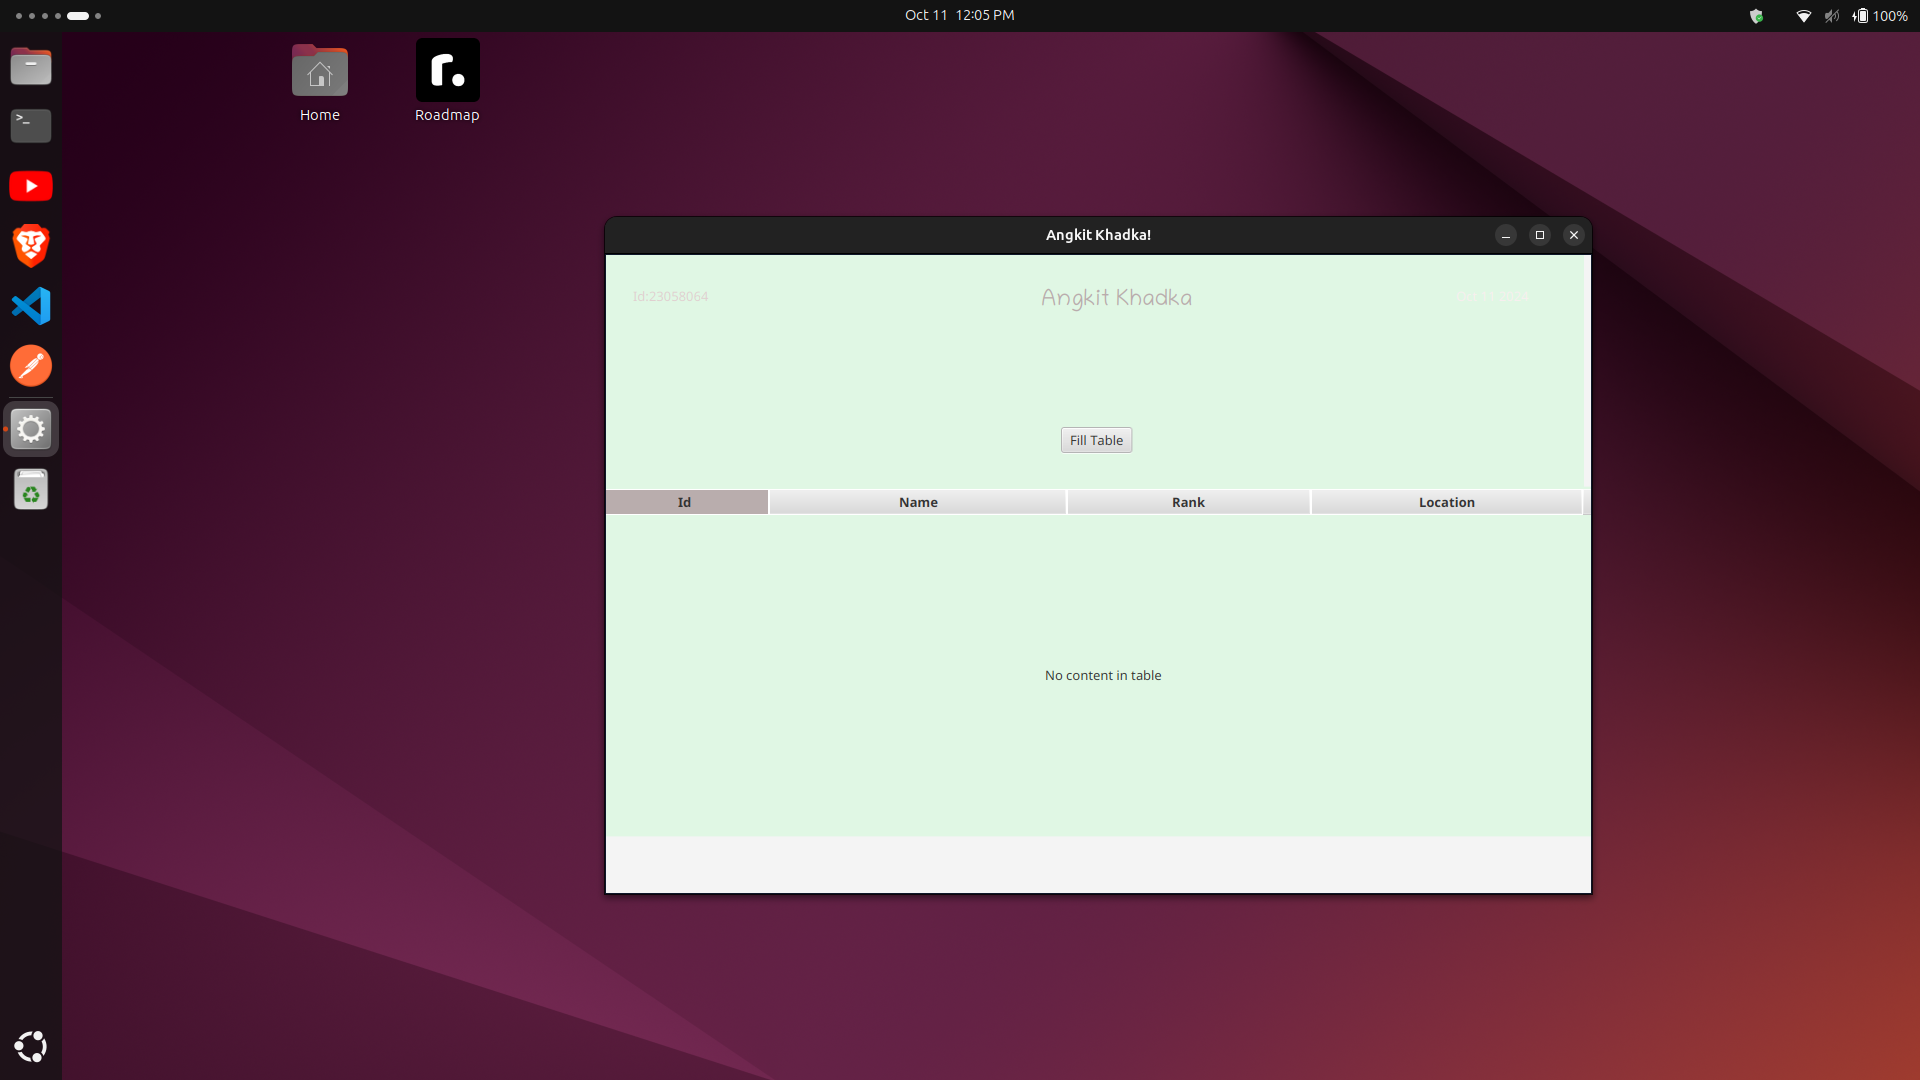 Oct 11 12:05 PM
100%
Home
Roadmap
Angkit Khadka!
Id:23058064
Angkit Khadka
Fill Table
Id
Name
Rank
Location
No content in table